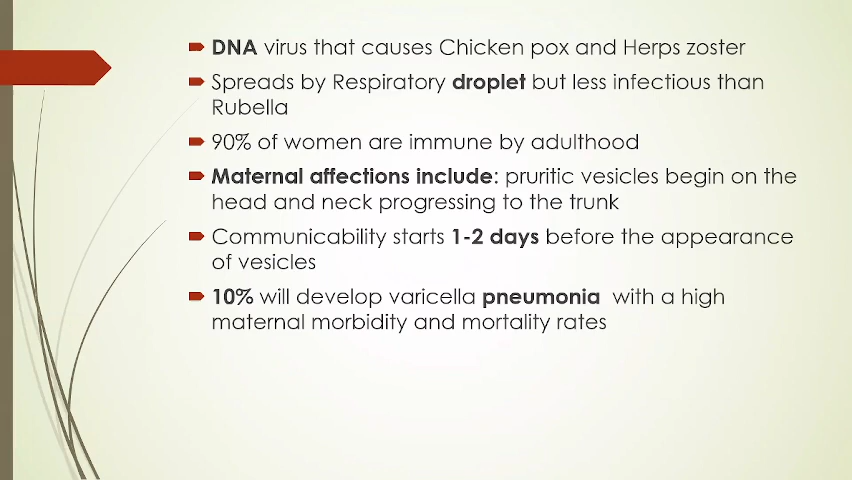 DNA virus that causes Chicken pox and Herps zoster
Spreads by Respiratory droplet but less infectious than
Rubella
90% of women are immune by adulthood
Maternal affections include: pruritic vesicles begin on the
head and neck progressing to the trunk
Communicability starts 1-2 days before the appearance
of vesicles
10% will develop varicella pneumonia with a high
maternal morbidity and mortality rates